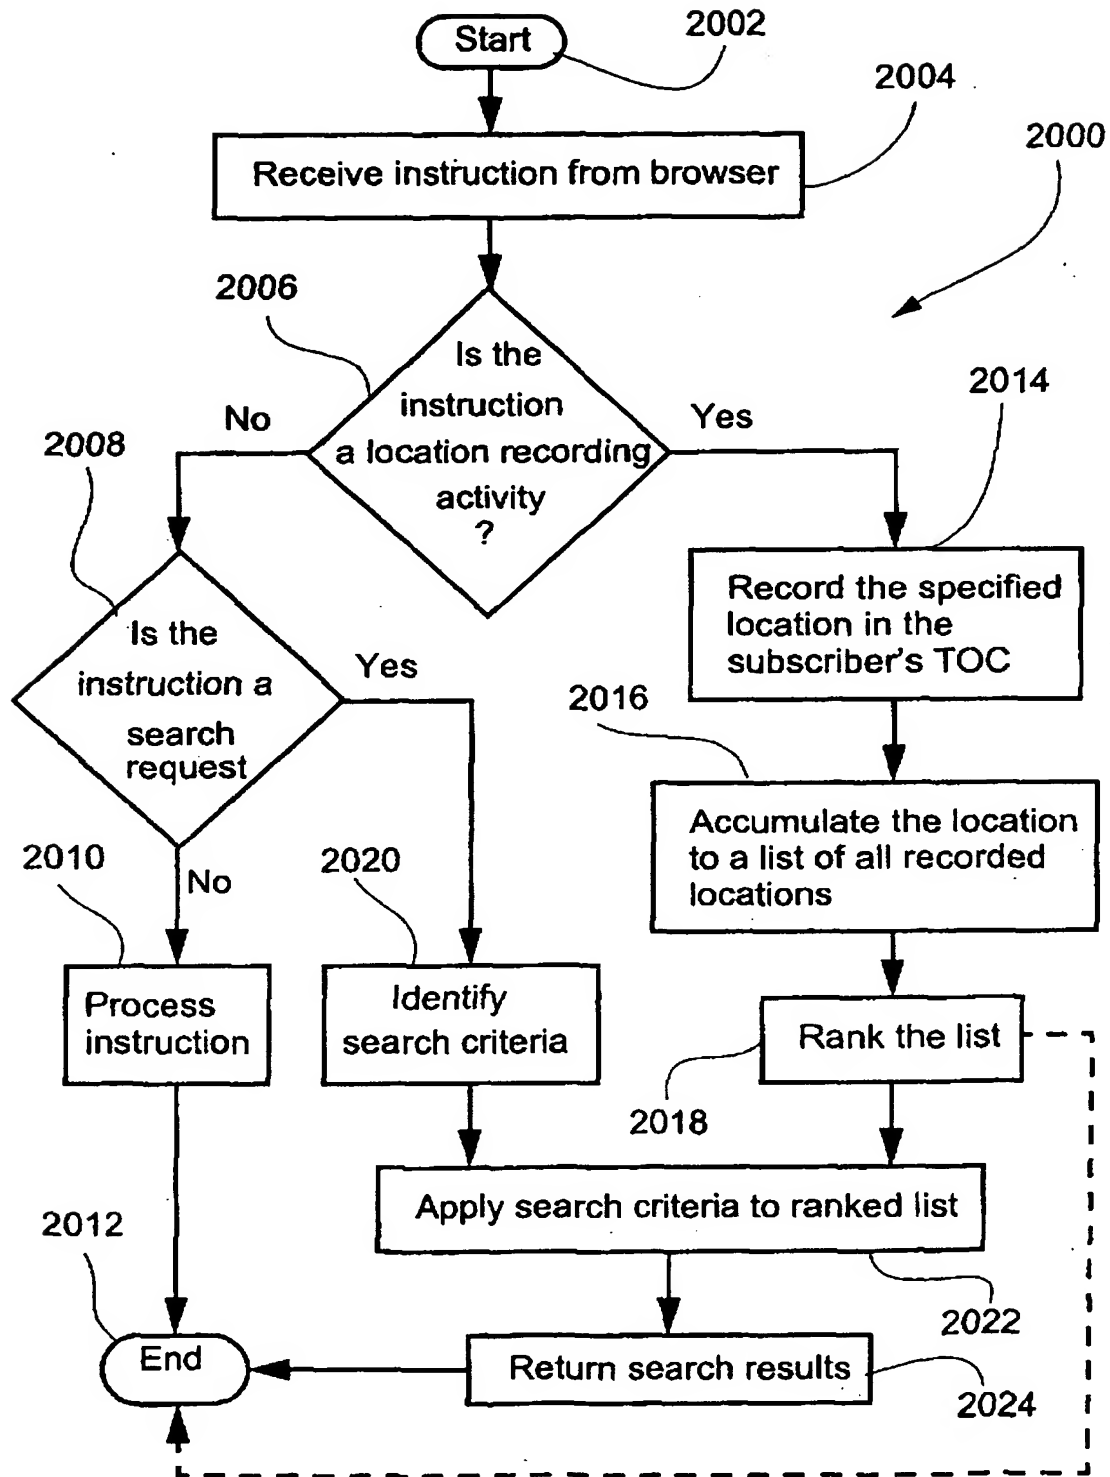 Start
2002
2004
Receive instruction from browser
2000
2006
Is the
instruction
a location recording
activity
?
No
Yes
2014
2008
Record the specified
location in the
subscriber's TOC
Is the
instruction a
search
request
Yes
2016
Accumulate the location
to a list of all recorded
locations
2010
No
2020
Process
instruction
Identify
search criteria
Rank the list
2018
Apply search criteria to ranked list
2012
2022
End
Return search results
2024